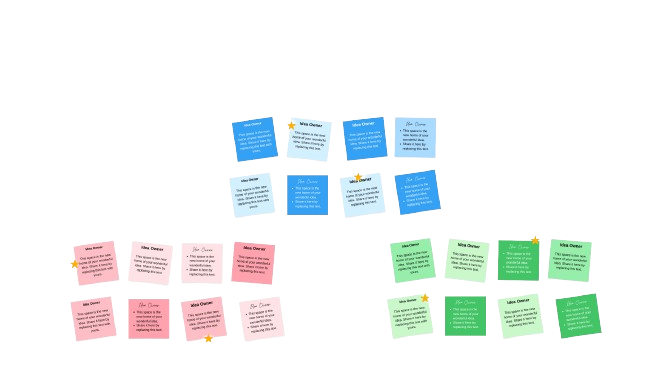 Idea Owner
This space is the new
home of your wonderful
idea. Share it here by
replacing this text with
yours.
Idea Owner
This space is the new
home of your wonderful
idea. Share it here by
replacing this text.
Idea Owner
This space is the new
home of your wonderful
idea. Share it here by
replacing this text with
yours.
Idea Owner
This space is the
new home of your
wonderful idea.
Share it here by
replacing this text.
Idea Owner
This space is the new
home of your wonderful
idea. Share it here by
replacing this text with
yours.
Idea Owner
This space is the
new home of your
wonderful idea.
Share it here by
replacing this text.
Idea Owner
This space is the new
home of your wonderful
idea. Share it here by
replacing this text.
Idea Owner
This space is the
new home of your
wonderful idea.
Share it here by
replacing this text.
Idea Owner
This space is the new
home of your wonderful
idea. Share it here by
replacing this text with
yours.
Idea Owner
This space is the new
home of your wonderful
idea. Share it here by
replacing this text.
Idea Owner
This space is the
new home of your
wonderful idea.
Share it here by
replacing this text.
Idea Owner
This space is the new
home of your wonderful
idea. Share it here by
replacing this text.
Idea Owner
This space is the new
home of your wonderful
idea. Share it here by
replacing this text with
yours.
Idea Owner
This space is the
new home of your
wonderful idea.
Share it here by
replacing this text.
Idea Owner
This space is the new
home of your wonderful
idea. Share it here by
replacing this text.
Idea Owner
This space is the
new home of your
wonderful idea.
Share it here by
replacing this text.
Idea Owner
This space is the new
home of your wonderful
idea. Share it here by
replacing this text with
yours.
Idea Owner
This space is the new
home of your wonderful
idea. Share it here by
replacing this text.
Idea Owner
This space is the
new home of your
wonderful idea.
Share it here by
replacing this text.
Idea Owner
This space is the new
home of your wonderful
idea. Share it here by
replacing this text.
Idea Owner
This space is the new
home of your wonderful
idea. Share it here by
replacing this text with
yours.
Idea Owner
This space is the
new home of your
wonderful idea.
Share it here by
replacing this text.
Idea Owner
This space is the new
home of your wonderful
idea. Share it here by
replacing this text.
Idea Owner
This space is the
new home of your
wonderful idea.
Share it here by
replacing this text.